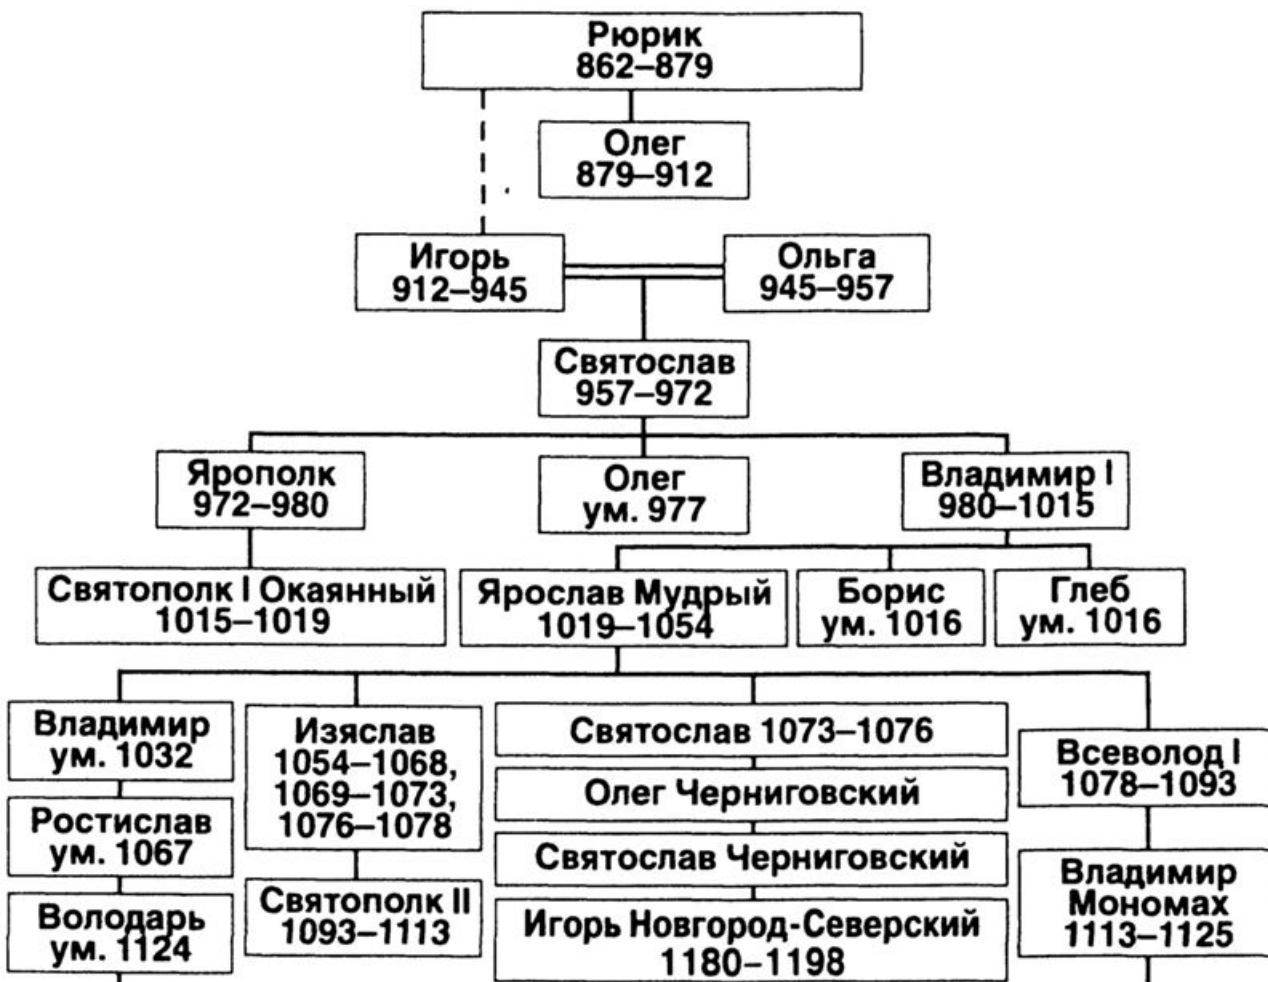 Рюрик
862–879
Олег
879–912
Игорь
912–945
Ольга
945–957
Святослав
957–972
Ярополк
972–980
Олег
ум. 977
Владимир I
980–1015
Святополк I Окаянный
1015–1019
Ярослав Мудрый
1019–1054
Борис
ум. 1016
Глеб
ум. 1016
Владимир
ум. 1032
Ростислав
ум. 1067
Володарь
ум. 1124
Изяслав
1054–1068,
1069–1073,
1076–1078
Святополк II
1093–1113
Святослав 1073–1076
Олег Черниговский
Святослав Черниговский
Игорь Новгород-Северский
1180–1198
Всеволод I
1078–1093
Владимир
Мономах
1113–1125